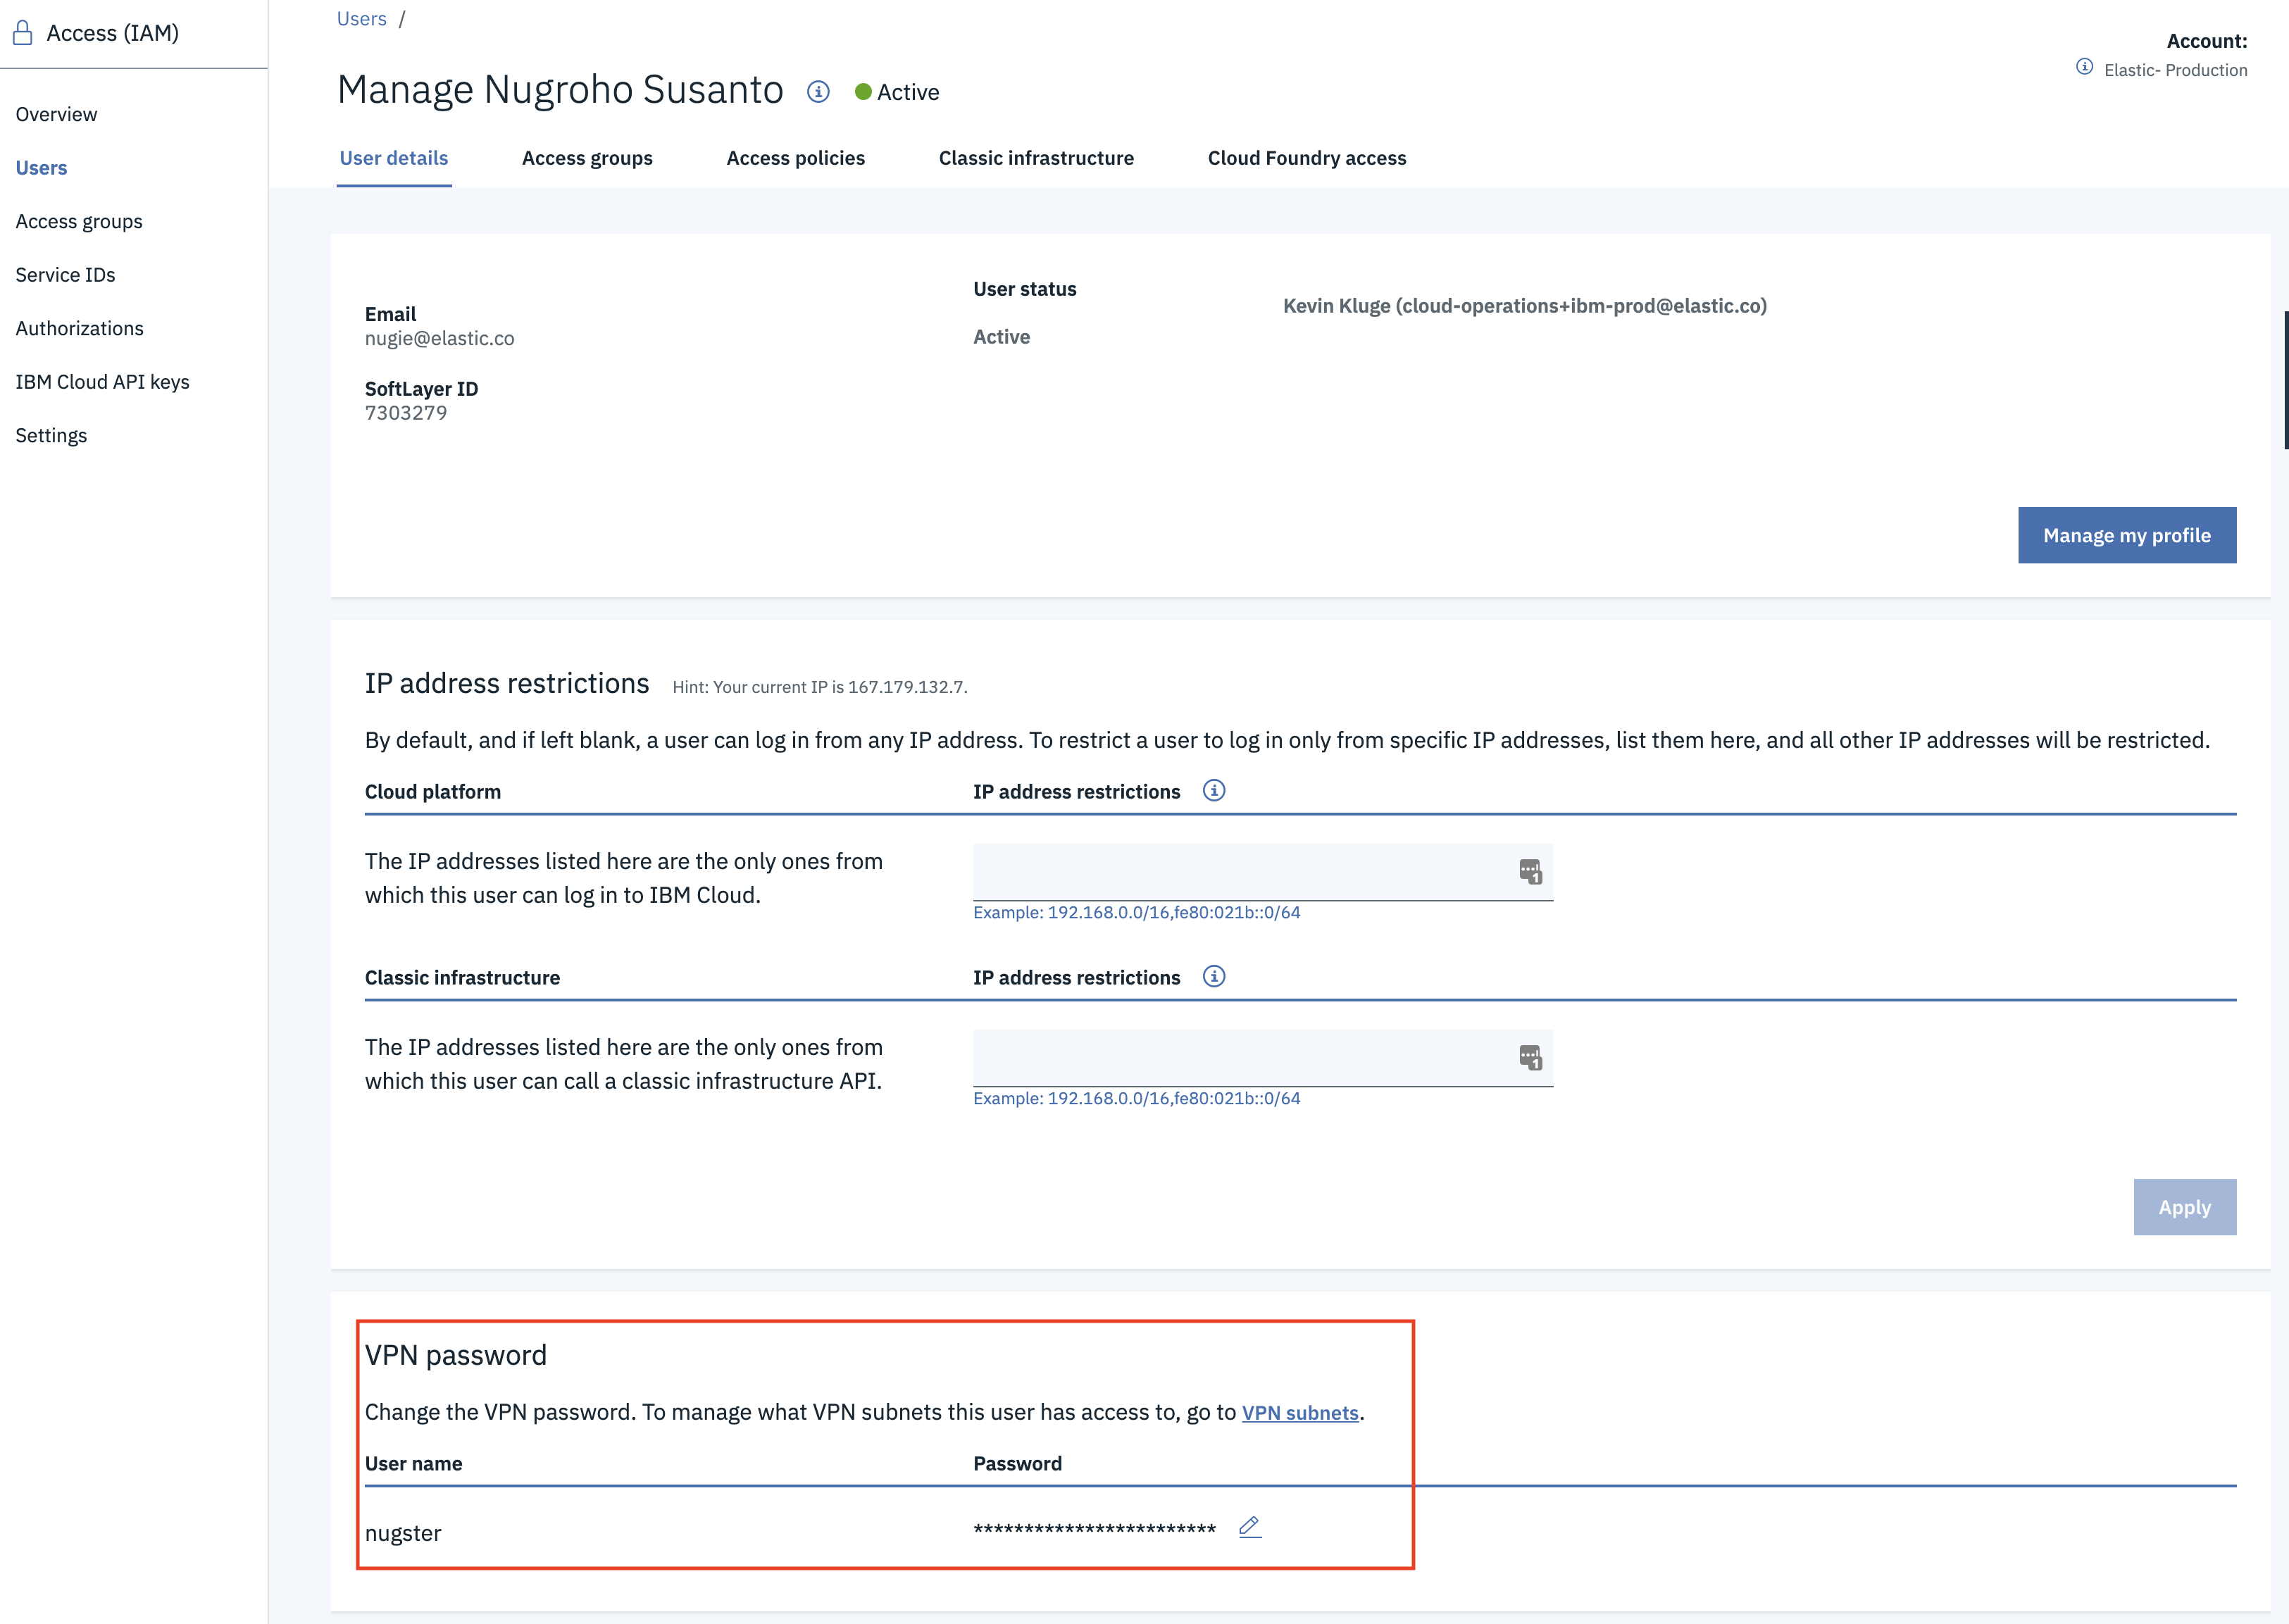 Access (IAM)
Overview
Users
Access groups
Service IDs
Authorizations
IBM Cloud API keys
Settings
Users /
Manage Nugroho Susanto
Active
Account:
Elastic- Production
User details
Access groups
Access policies
Classic infrastructure
Cloud Foundry access
Email
nugie@elastic.co
SoftLayer ID
7303279
User status
Active
Kevin Kluge (cloud-operations+ibm-prod@elastic.co)
Manage my profile
IP address restrictions
Hint: Your current IP is 167.179.132.7.
By default, and if left blank, a user can log in from any IP address. To restrict a user to log in only from specific IP addresses, list them here, and all other IP addresses will be restricted.
Cloud platform
IP address restrictions
The IP addresses listed here are the only ones from
which this user can log in to IBM Cloud.
1
Example: 192.168.0.0/16,fe80:021b::0/64
Classic infrastructure
IP address restrictions
The IP addresses listed here are the only ones from
which this user can call a classic infrastructure API.
1
Example: 192.168.0.0/16,fe80:021b::0/64
Apply
VPN password
Change the VPN password. To manage what VPN subnets this user has access to, go to VPN subnets.
User name
Password
nugster
************************